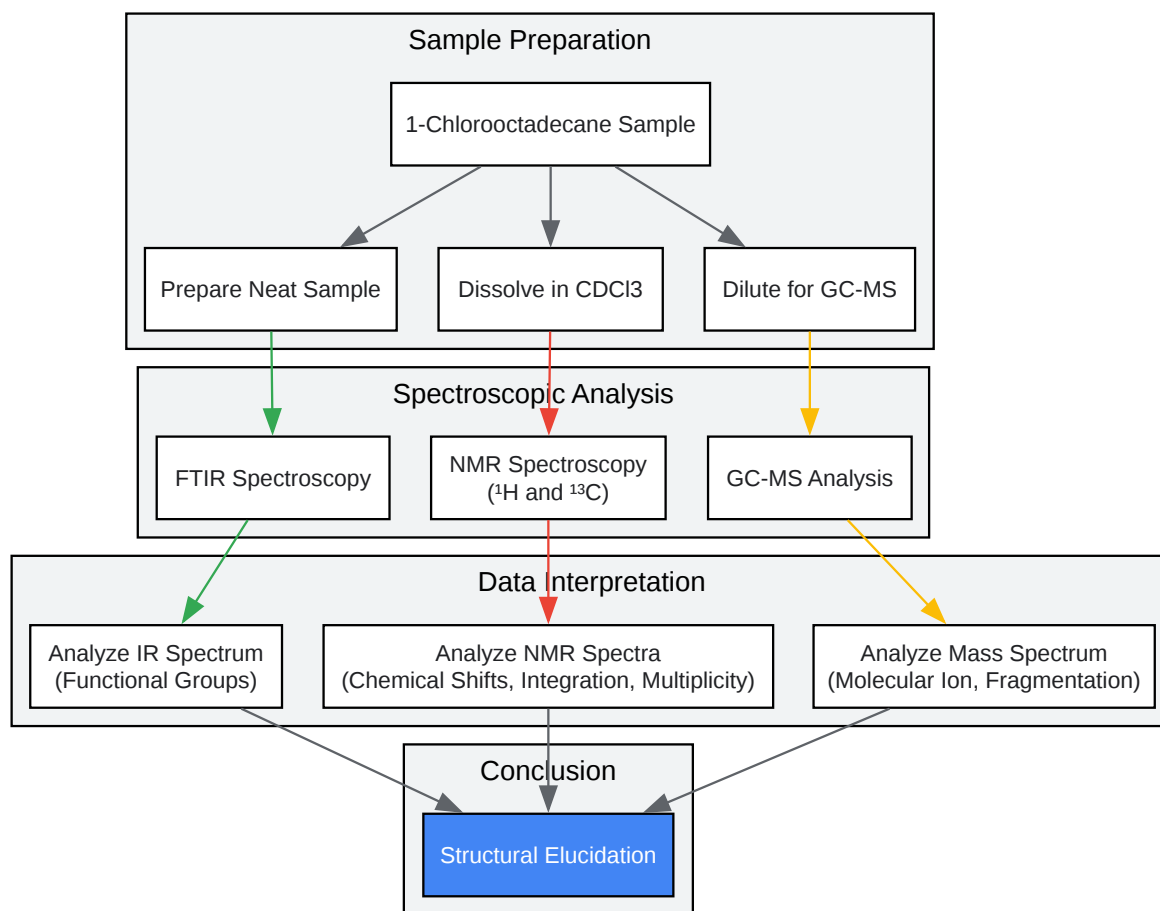 Sample Preparation
1-Chlorooctadecane Sample
Prepare Neat Sample
Dissolve in CDCl3
Dilute for GC-MS
Spectroscopic Analysis
FTIR Spectroscopy
NMR Spectroscopy
(¹H and ¹³C)
GC-MS Analysis
Data Interpretation
Analyze IR Spectrum
(Functional Groups)
Analyze NMR Spectra
(Chemical Shifts, Integration, Multiplicity)
Analyze Mass Spectrum
(Molecular Ion, Fragmentation)
Conclusion
Structural Elucidation